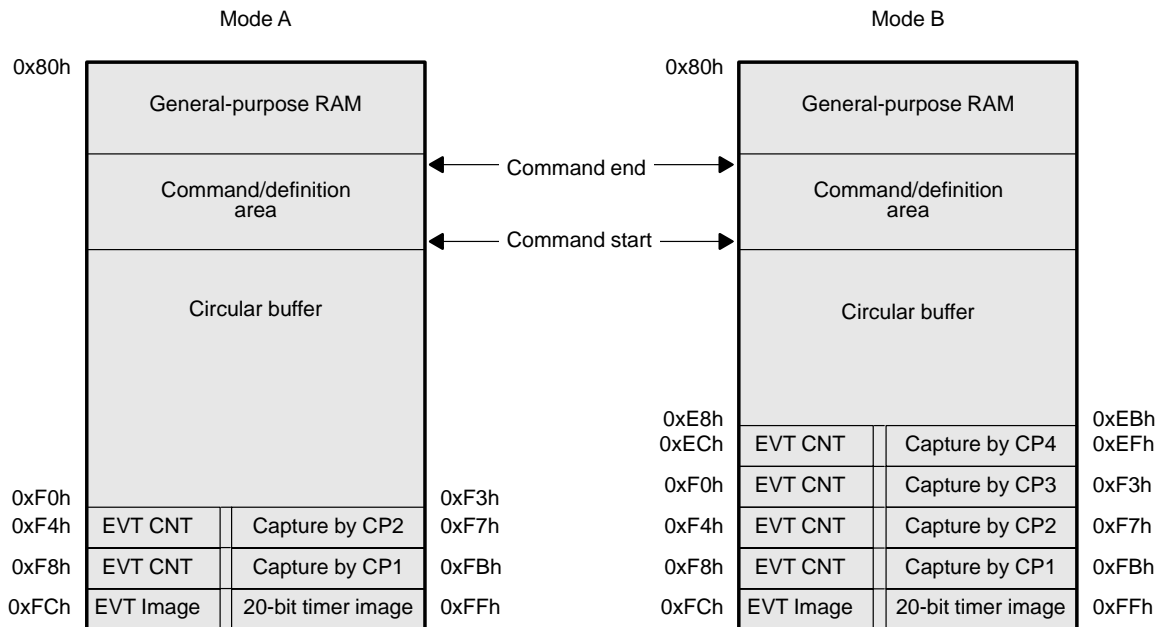 Mode A
Mode B
0x80h
0x80h
General-purpose RAM
General-purpose RAM
Command end
Command/definition
area
Command/definition
area
Command start
Circular buffer
Circular buffer
0xE8h
0xEBh
0xECh
EVT CNT
Capture by CP4
0xEFh
0xF0h
EVT CNT
Capture by CP3
0xF3h
0xF0h
0xF3h
0xF4h
EVT CNT
Capture by CP2
0xF7h
0xF4h
EVT CNT
Capture by CP2
0xF7h
0xF8h
EVT CNT
Capture by CP1
0xFBh
0xF8h
EVT CNT
Capture by CP1
0xFBh
0xFCh
EVT Image
20-bit timer image
0xFFh
0xFCh
EVT Image
20-bit timer image
0xFFh